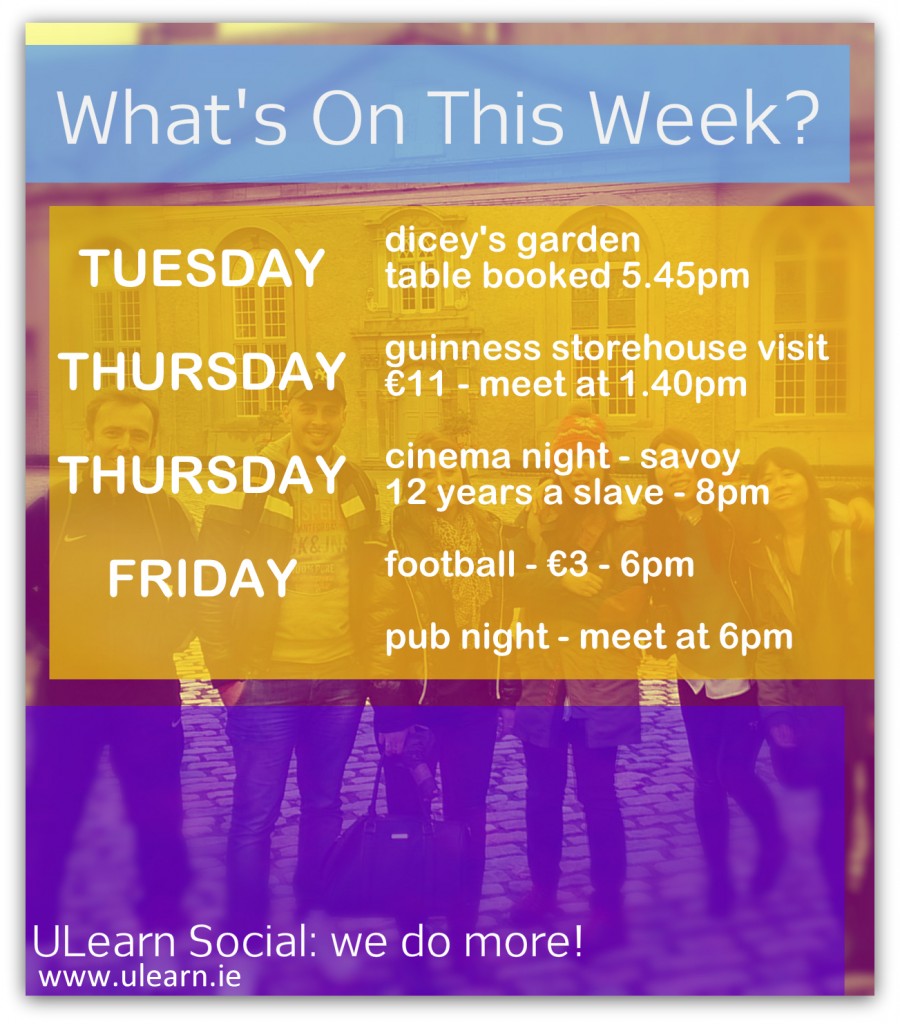 What's On This Week?
TUESDAY
dicey's garden
table booked 5.45pm
THURSDAY
guinness storehouse visit
€11 - meet at 1.40pm
THURSDAY
cinema night - savoy
12 years a slave - 8pm
FRIDAY
football - €3 - 6pm
pub night - meet at 6pm
ULearn Social: we do more!
www.ulearn.ie